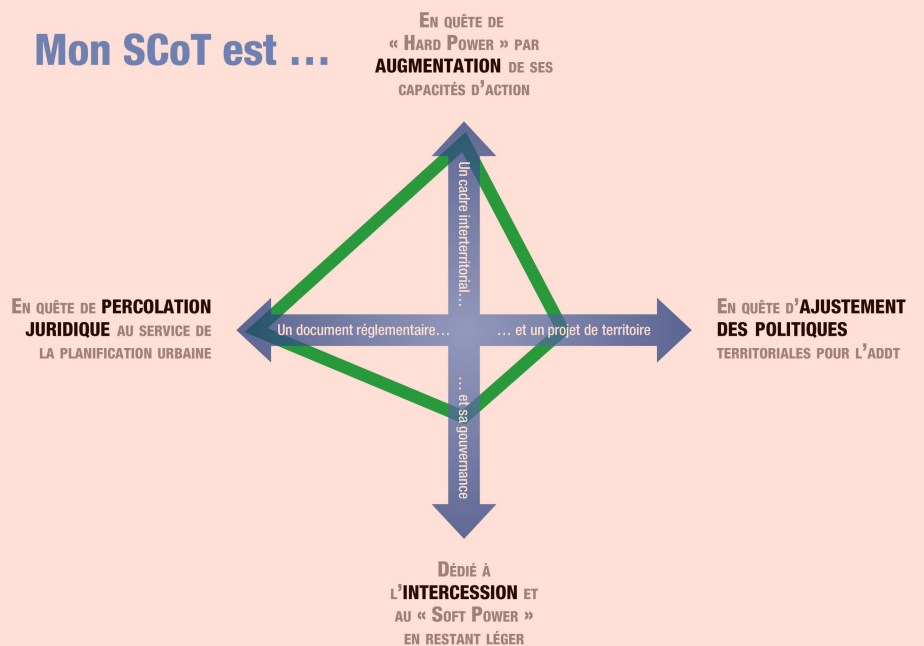 Mon SCoT est …
En quête de
« Hard Power » par
AUGMENTATION de ses
capacités d'action
Un cadre interterritorial…
En quête de PERCOLATION
JURIDIQUE au service de
la planification urbaine
Un document réglementaire…
… et un projet de territoire
En quête d'AJUSTEMENT
DES POLITIQUES
territoriales pour l'ADDT
… et sa gouvernance
Dédié à
l'INTERCESSION et
au « Soft Power »
en restant léger